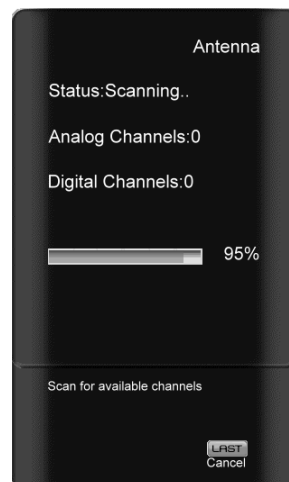 Antenna
Status:Scanning..
Analog Channels:0
Digital Channels:0
95%
Scan for available channels
LAST
Cancel